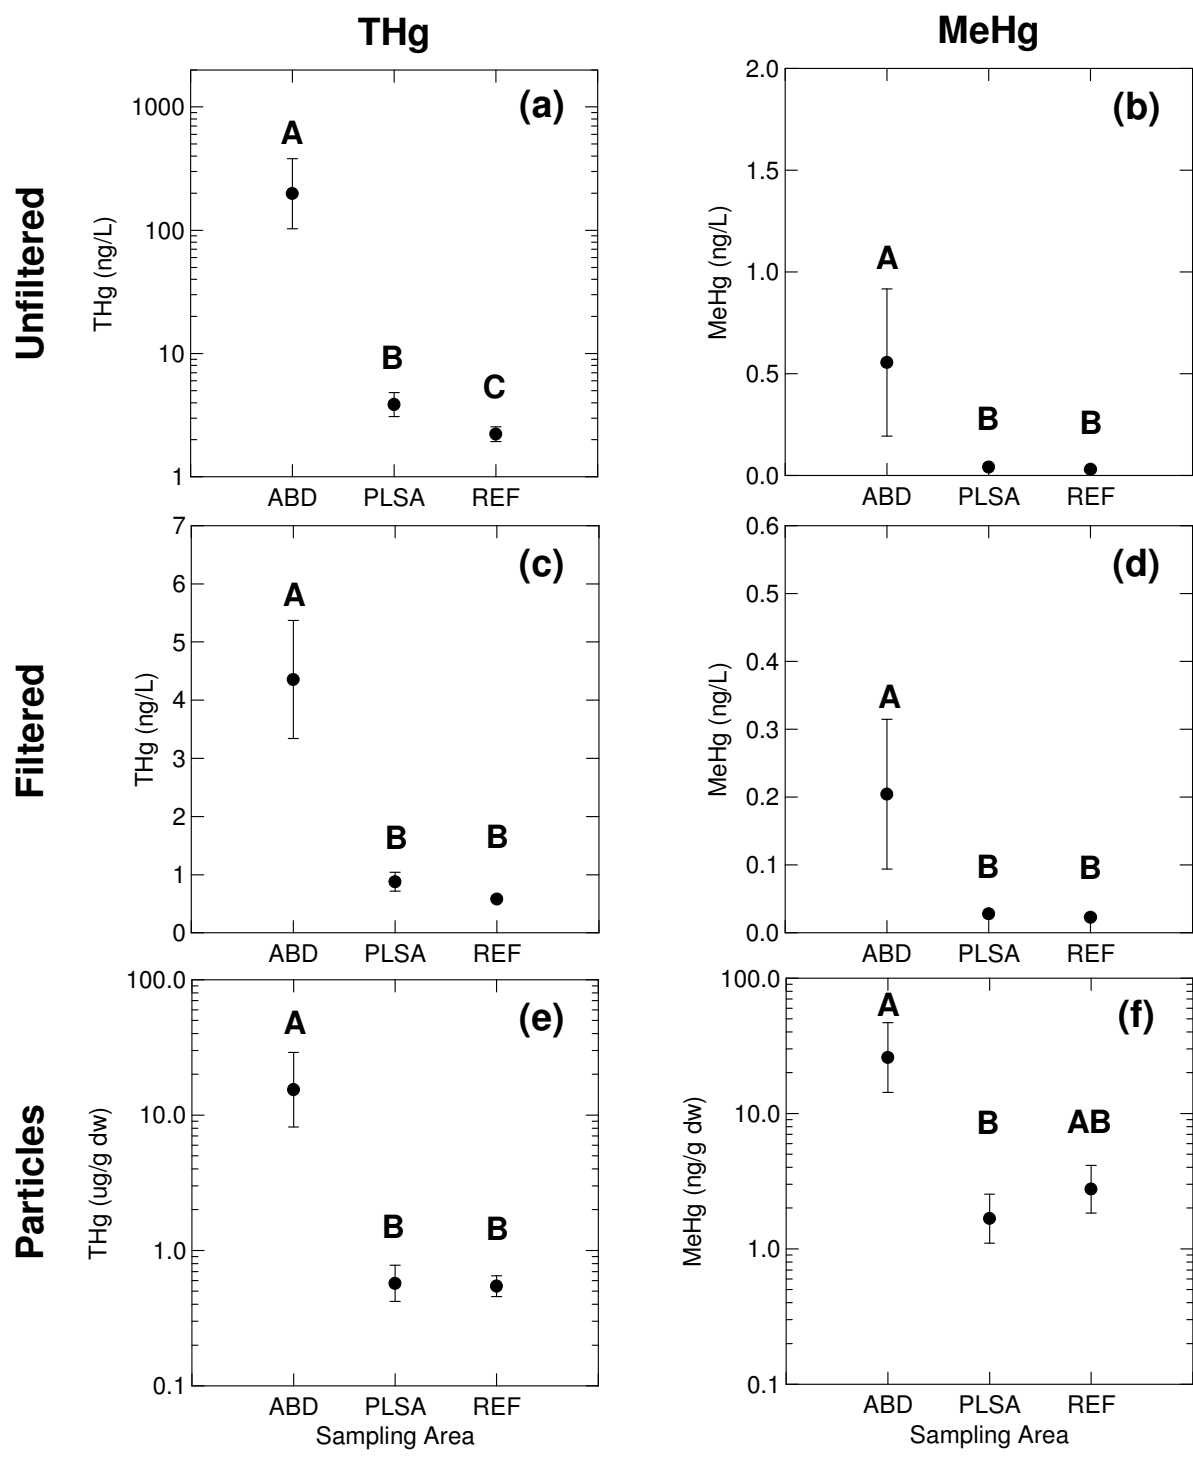 THg
MeHg
Unfiltered
THg (ng/L)
1000
100
10
1
(a)
A
B
C
ABD PLSA REF
MeHg (ng/L)
2.0
1.5
1.0
0.5
0.0
(b)
A
B
B
ABD PLSA REF
Filtered
THg (ng/L)
7
6
5
4
3
2
1
0
(c)
A
B
B
ABD PLSA REF
MeHg (ng/L)
0.6
0.5
0.4
0.3
0.2
0.1
0.0
(d)
A
B
B
ABD PLSA REF
Particles
THg (ug/g dw)
100.0
10.0
1.0
0.1
(e)
A
B
B
ABD PLSA REF
Sampling Area
MeHg (ng/g dw)
100.0
10.0
1.0
0.1
(f)
A
B
AB
ABD PLSA REF
Sampling Area